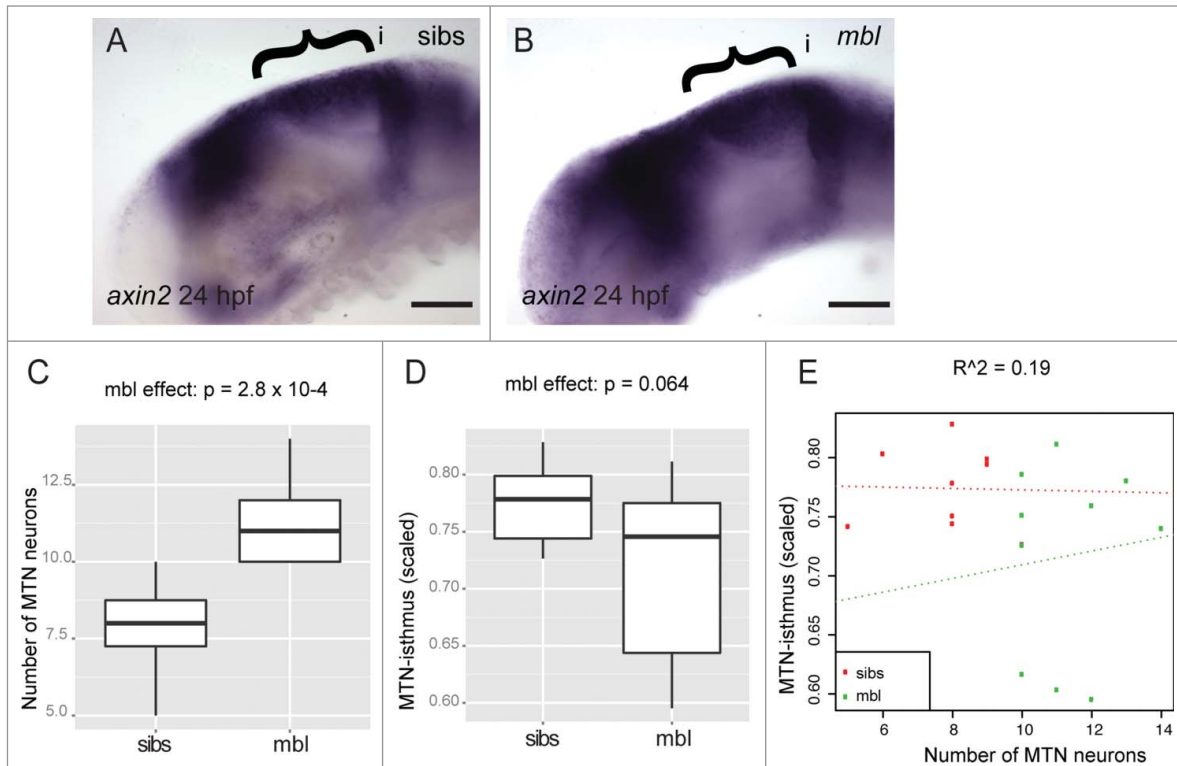 A
i
sibs
axin2 24 hpf
B
i
mbl
axin2 24 hpf
C
mbl effect: p = 2.8 x 10-4
Number of MTN neurons
12.5
10.0
7.5
5.0
sibs
mbl
D
mbl effect: p = 0.064
MTN-isthmus (scaled)
0.80
0.75
0.70
0.65
0.60
sibs
mbl
E
R^2 = 0.19
MTN-isthmus (scaled)
0.80
0.75
0.70
0.65
0.60
sibs
mbl
6 8 10 12 14
Number of MTN neurons